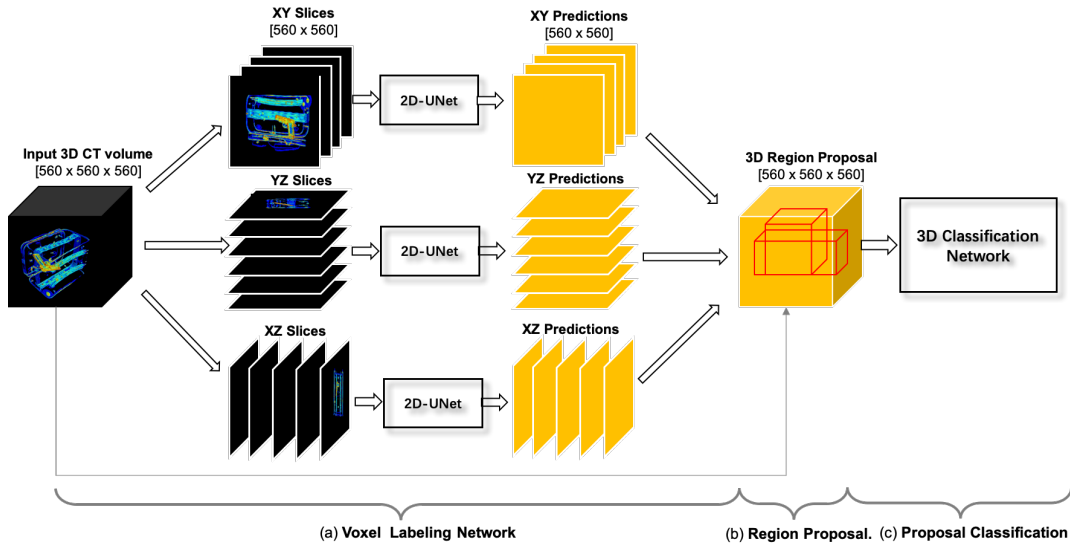 XY Slices
[560 x 560]
XY Predictions
[560 x 560]
2D-UNet
Input 3D CT volume
[560 x 560 x 560]
YZ Slices
YZ Predictions
2D-UNet
3D Region Proposal
[560 x 560 x 560]
3D Classification
Network
XZ Slices
XZ Predictions
2D-UNet
(a) Voxel Labeling Network
(b) Region Proposal.
(c) Proposal Classification